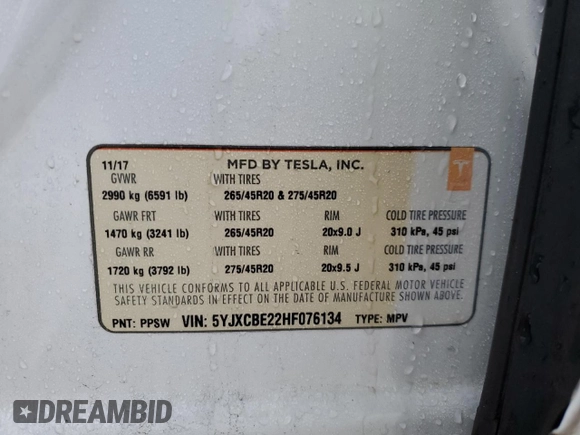 11/17 MFD BY TESLA, INC.
GVWR WITH TIRES
2990 kg (6591 lb) 265/45R20 & 275/45R20
GAWR FRT WITH TIRES RIM COLD TIRE PRESSURE
1470 kg (3241 lb) 265/45R20 20x9.0 J 310 kPa, 45 psi
GAWR RR WITH TIRES RIM COLD TIRE PRESSURE
1720 kg (3792 lb) 275/45R20 20x9.5 J 310 kPa, 45 psi
THIS VEHICLE CONFORMS TO ALL APPLICABLE U.S. FEDERAL MOTOR VEHICLE
SAFETY STANDARDS IN EFFECT ON THE DATE OF MANUFACTURE SHOWN ABOVE.
PNT: PPSW VIN: 5YJXCBE22HF076134 TYPE: MPV
DREAMBID